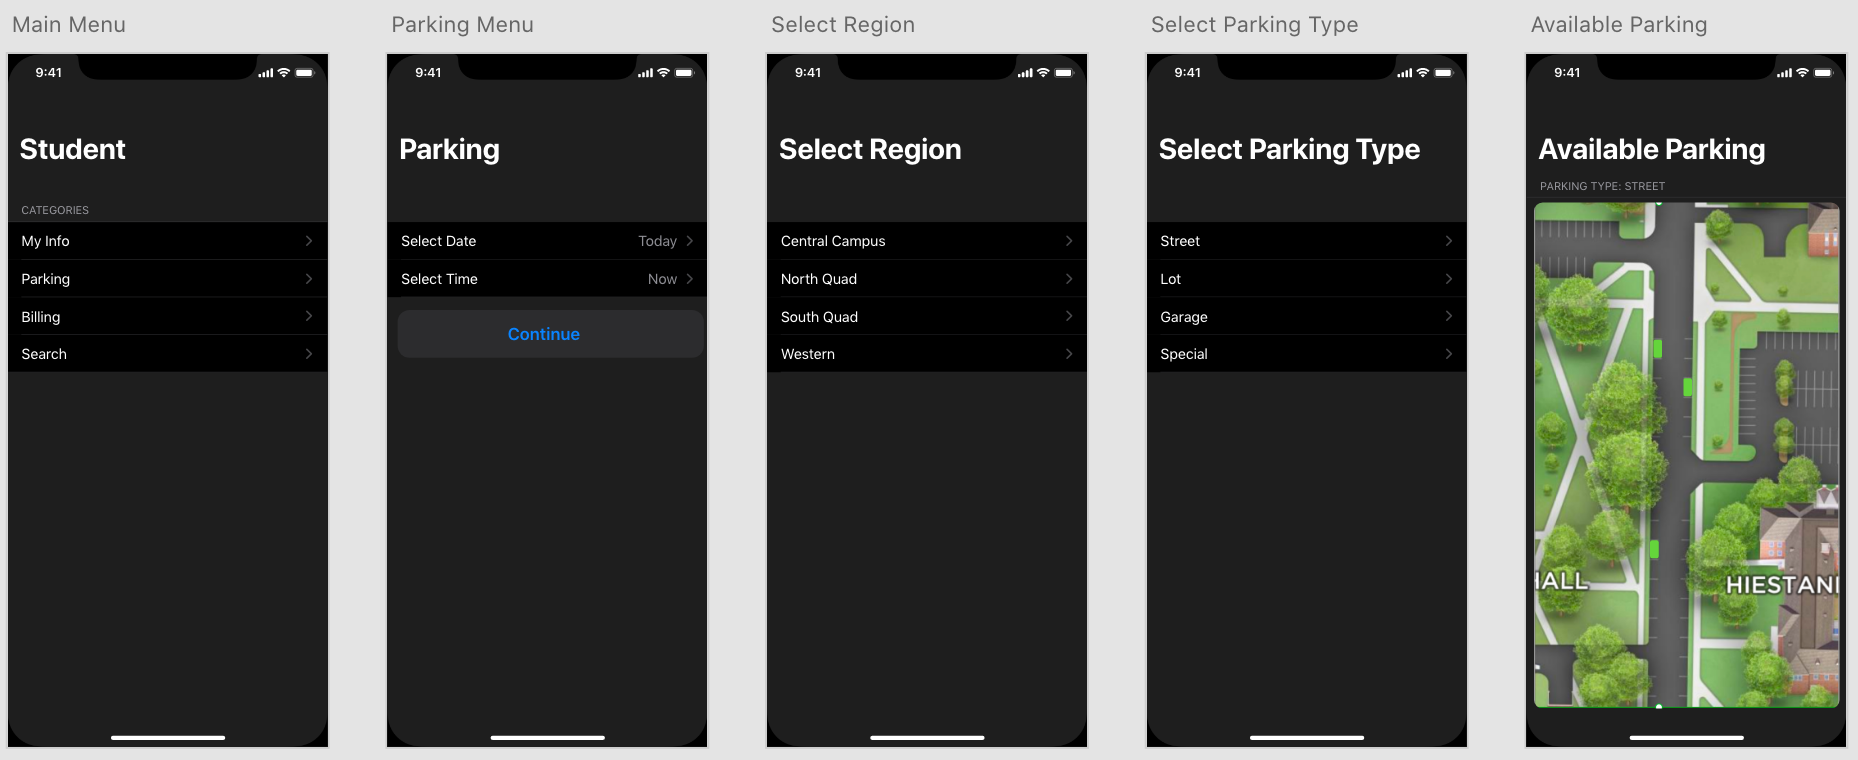 Main Menu
9:41
Student
CATEGORIES
My Info
Parking
Billing
Search
Parking Menu
9:41
Parking
Select Date Today
Select Time Now
Continue
Select Region
9:41
Select Region
Central Campus
North Quad
South Quad
Western
Select Parking Type
9:41
Select Parking Type
Street
Lot
Garage
Special
Available Parking
9:41
Available Parking
PARKING TYPE: STREET
HALL
HIESTAN